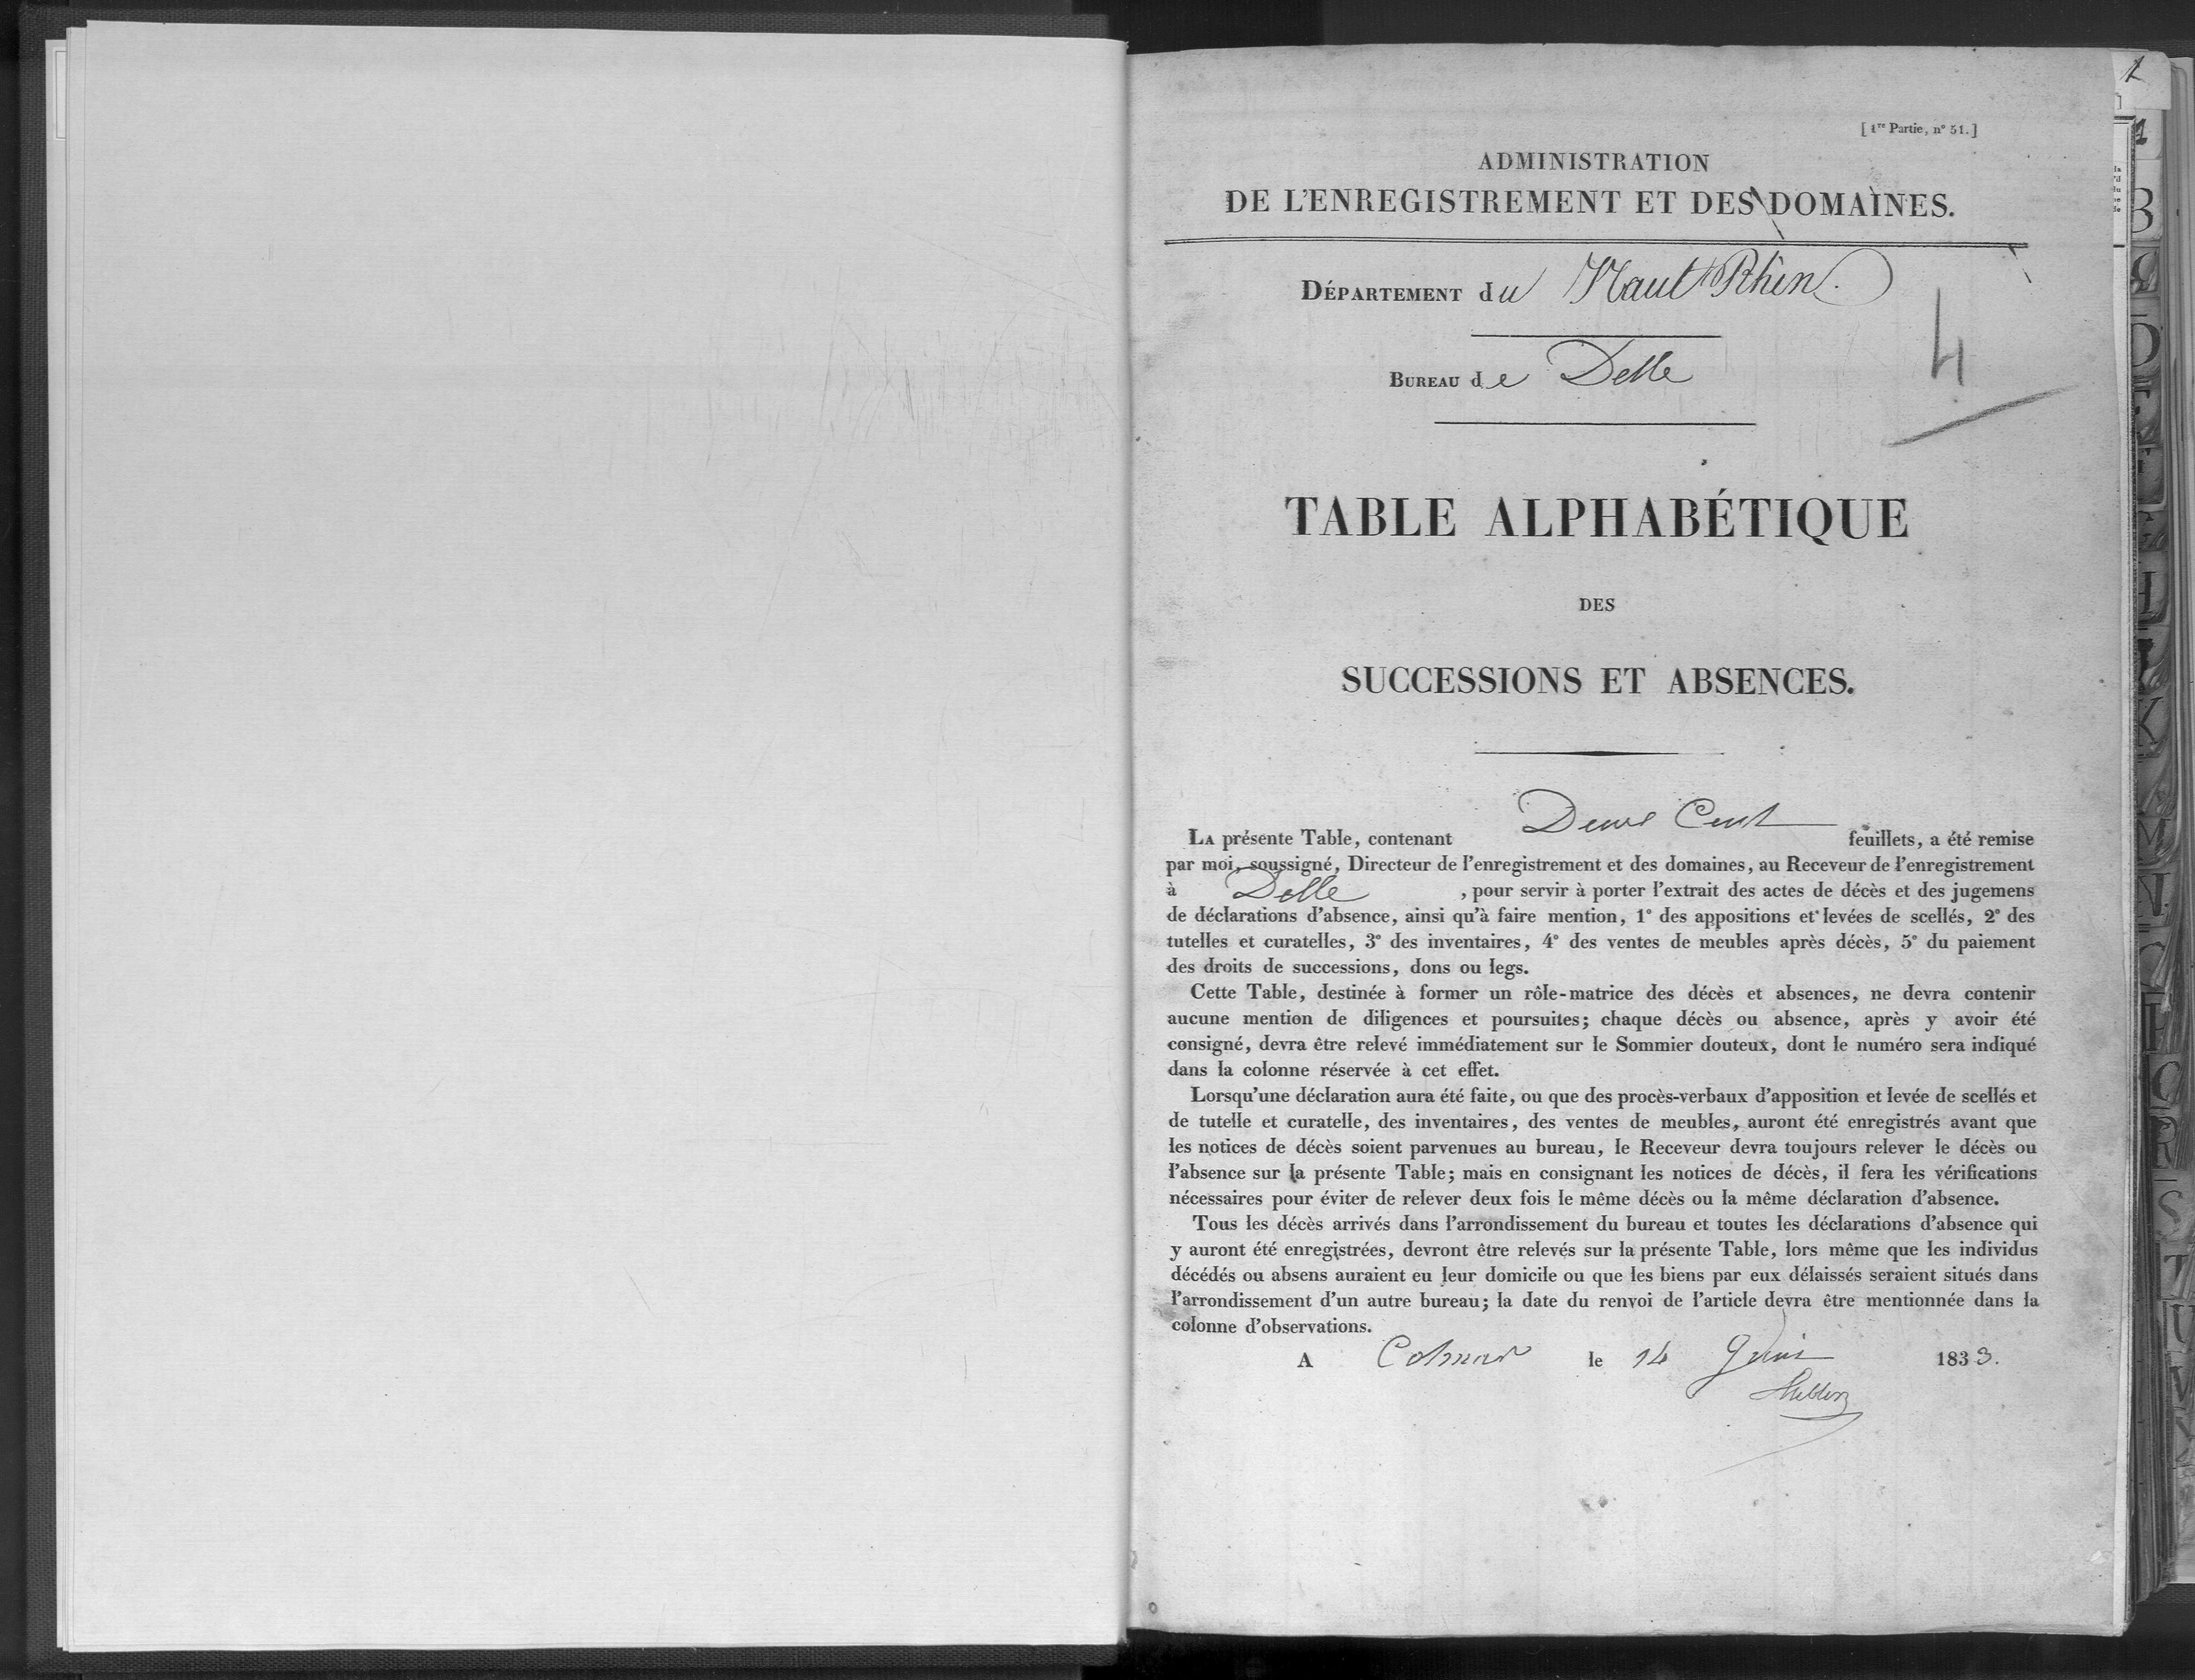 1
[ 1re Partie, n° 51. ]
ADMINISTRATION
DE L'ENREGISTREMENT ET DES DOMAINES.
DÉPARTEMENT du Haut Rhin.
4
BUREAU de Delle
TABLE ALPHABÉTIQUE
DES
SUCCESSIONS ET ABSENCES.
LA présente Table, contenant Deux Cent feuillets, a été remise
par moi, soussigné, Directeur de l'enregistrement et des domaines, au Receveur de l'enregistrement
à Delle , pour servir à porter l'extrait des actes de décès et des jugemens
de déclarations d'absence, ainsi qu'à faire mention, 1° des appositions et levées de scellés, 2° des
tutelles et curatelles, 3° des inventaires, 4° des ventes de meubles après décès, 5° du paiement
des droits de successions, dons ou legs.
Cette Table, destinée à former un rôle-matrice des décès et absences, ne devra contenir
aucune mention de diligences et poursuites; chaque décès ou absence, après y avoir été
consigné, devra être relevé immédiatement sur le Sommier douteux, dont le numéro sera indiqué
dans la colonne réservée à cet effet.
Lorsqu'une déclaration aura été faite, ou que des procès-verbaux d'apposition et levée de scellés et
de tutelle et curatelle, des inventaires, des ventes de meubles, auront été enregistrés avant que
les notices de décès soient parvenues au bureau, le Receveur devra toujours relever le décès ou
l'absence sur la présente Table; mais en consignant les notices de décès, il fera les vérifications
nécessaires pour éviter de relever deux fois le même décès ou la même déclaration d'absence.
Tous les décès arrivés dans l'arrondissement du bureau et toutes les déclarations d'absence qui
y auront été enregistrées, devront être relevés sur la présente Table, lors même que les individus
décédés ou absens auraient eu leur domicile ou que les biens par eux délaissés seraient situés dans
l'arrondissement d'un autre bureau; la date du renvoi de l'article devra être mentionnée dans la
colonne d'observations.
A Colmar le 14 Juin 1833.